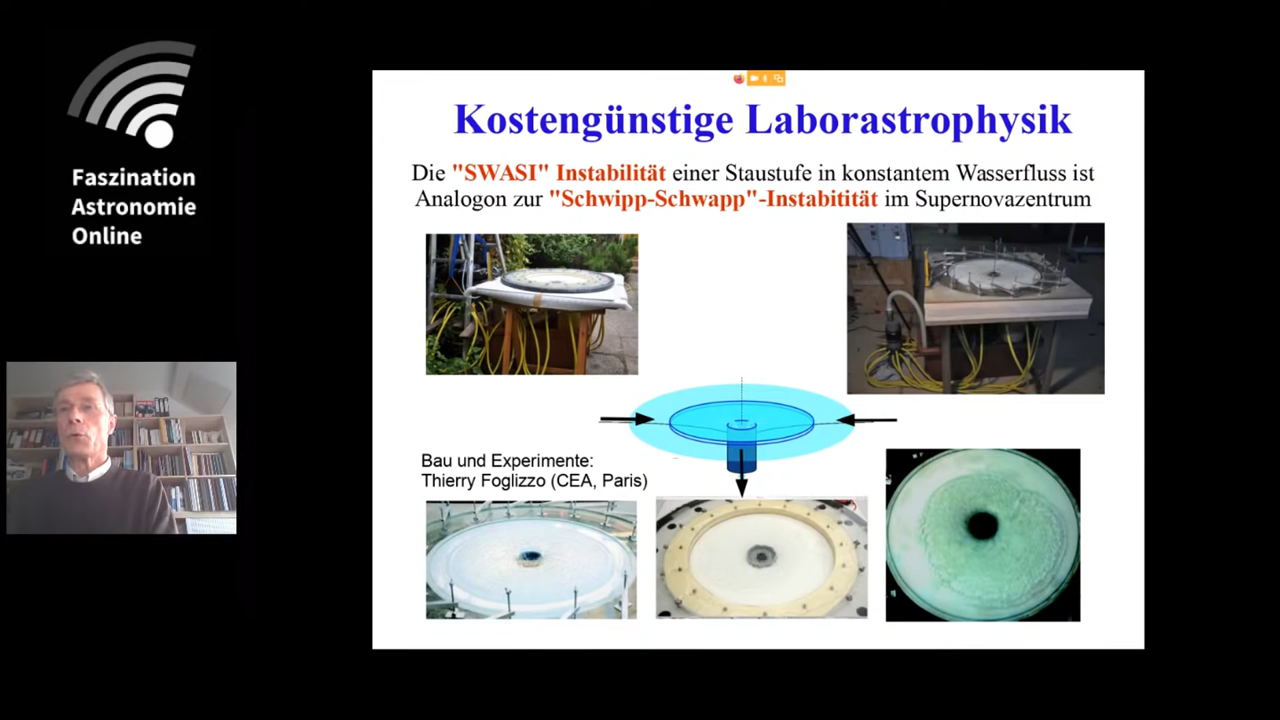 Faszination
Astronomie
Online
Kostengünstige Laborastrophysik
Die "SWASI" Instabilität einer Staustufe in konstantem Wasserfluss ist
Analogon zur "Schwipp-Schwapp"-Instabitität im Supernovazentrum
Bau und Experimente:
Thierry Foglizzo (CEA, Paris)